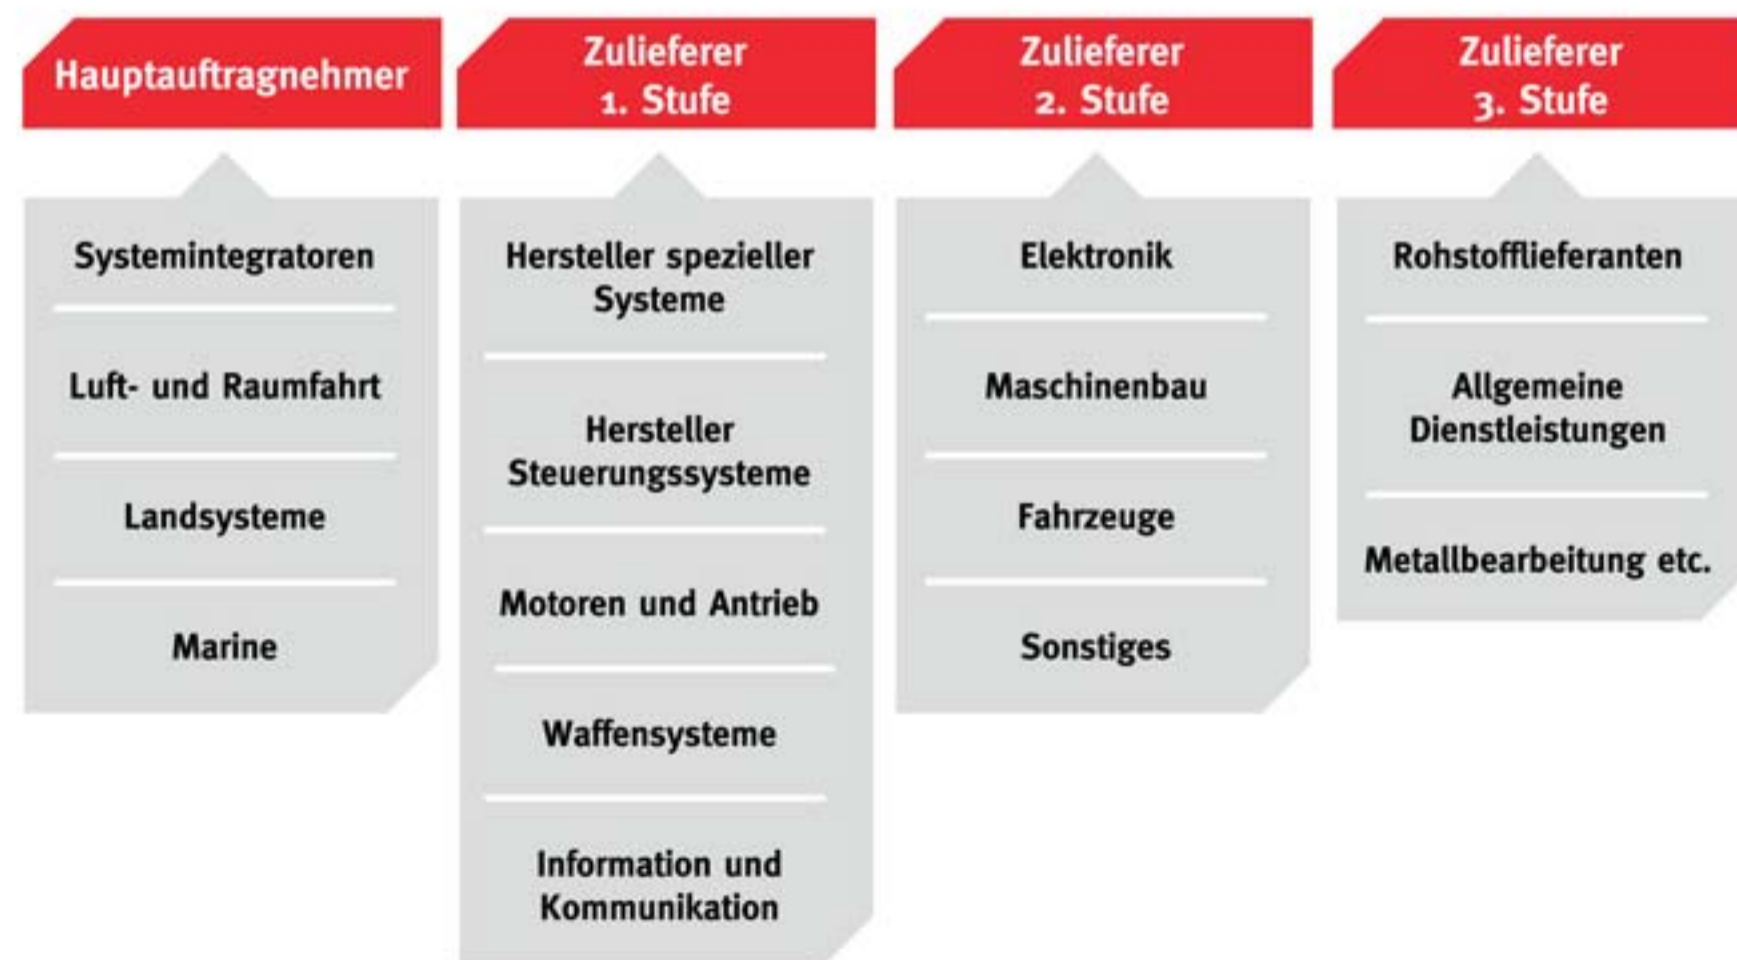 Hauptauftragnehmer
Systemintegratoren
Luft- und Raumfahrt
Landsysteme
Marine
Zulieferer
1. Stufe
Hersteller spezieller
Systeme
Hersteller
Steuerungssysteme
Motoren und Antrieb
Waffensysteme
Information und
Kommunikation
Zulieferer
2. Stufe
Elektronik
Maschinenbau
Fahrzeuge
Sonstiges
Zulieferer
3. Stufe
Rohstofflieferanten
Allgemeine
Dienstleistungen
Metallbearbeitung etc.